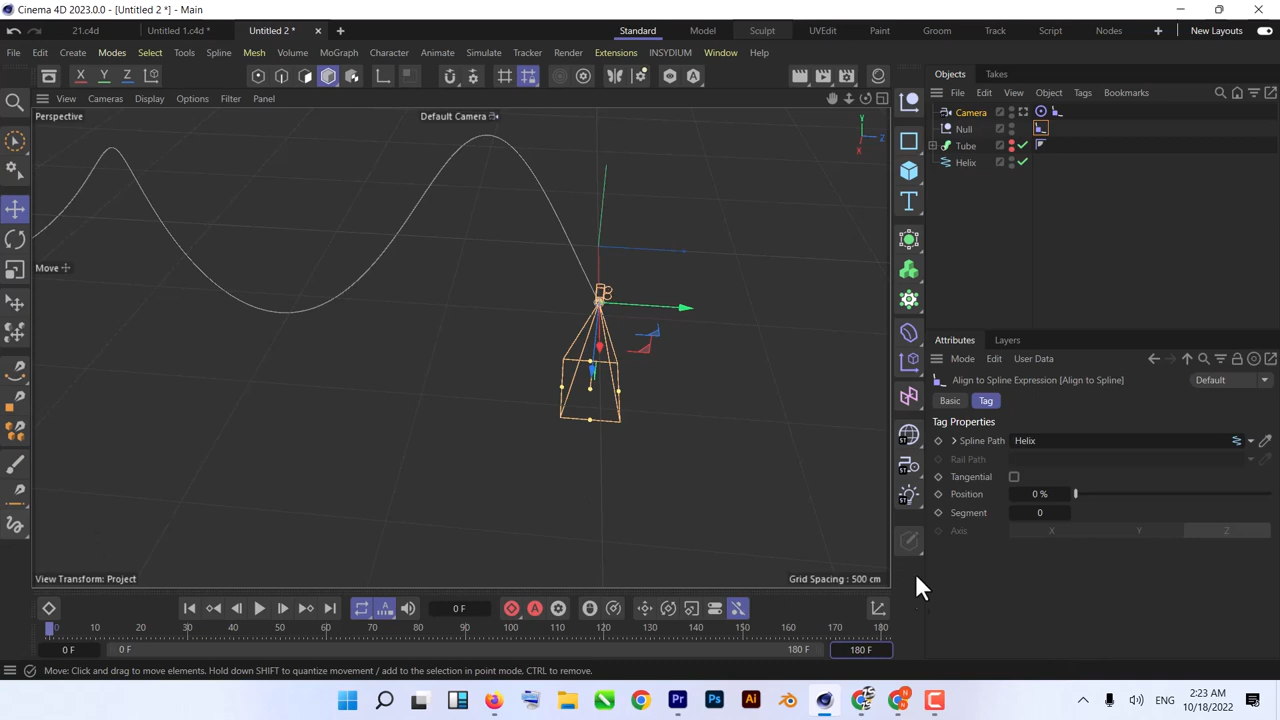 Cinema 4D 2023.0.0 - [Untitled 2 *] - Main
21.c4d Untitled 1.c4d * Untitled 2 * Standard Model Sculpt UVEdit Paint Groom Track Script Nodes New Layouts
File Edit Create Modes Select Tools Spline Mesh Volume MoGraph Character Animate Simulate Tracker Render Extensions INSYDIUM Window Help
X Y Z
Objects Takes
View Cameras Display Options Filter Panel
File Edit View Object Tags Bookmarks
Perspective Default Camera
Y
Z
X
Camera
Null
Tube
Helix
Move
Attributes Layers
Mode Edit User Data
Align to Spline Expression [Align to Spline] Default
Basic Tag
Tag Properties
Spline Path Helix
Rail Path
Tangential
Position 0 %
Segment 0
Axis X Y Z
View Transform: Project Grid Spacing : 500 cm
0 F
0 10 20 30 40 50 60 70 80 90 100 110 120 130 140 150 160 170 180
0 F 0 F 180 F 180 F
Move: Click and drag to move elements. Hold down SHIFT to quantize movement / add to the selection in point mode, CTRL to remove.
ENG 2:23 AM
10/18/2022